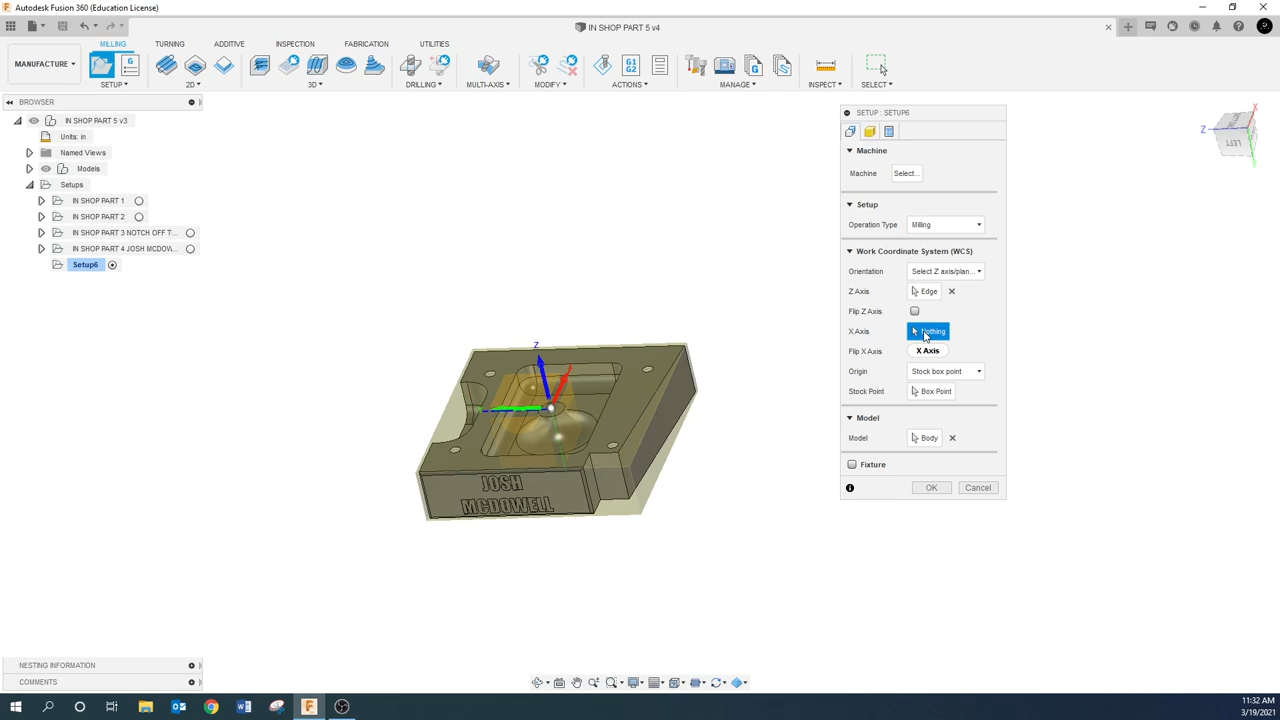 Autodesk Fusion 360 (Education License)
IN SHOP PART 5 v4
MILLING TURNING ADDITIVE INSPECTION FABRICATION UTILITIES
MANUFACTURE
G1
G2
SETUP 2D 3D DRILLING MULTI-AXIS MODIFY ACTIONS MANAGE INSPECT SELECT
BROWSER
IN SHOP PART 5 v3
Units: in
Named Views
Models
Setups
IN SHOP PART 1
IN SHOP PART 2
IN SHOP PART 3 NOTCH OFF T...
IN SHOP PART 4 JOSH MCDOW...
Setup6
SETUP : SETUP6
Machine
Machine Select...
Setup
Operation Type Milling
Work Coordinate System (WCS)
Orientation Select Z axis/plan...
Z Axis Edge
Flip Z Axis
X Axis Nothing
Flip X Axis X Axis
Origin Stock box point
Stock Point Box Point
Model
Model Body
Fixture
OK Cancel
X
Z
LEFT
Z
JOSH
MCDOWELL
NESTING INFORMATION
COMMENTS
11:32 AM
3/19/2021